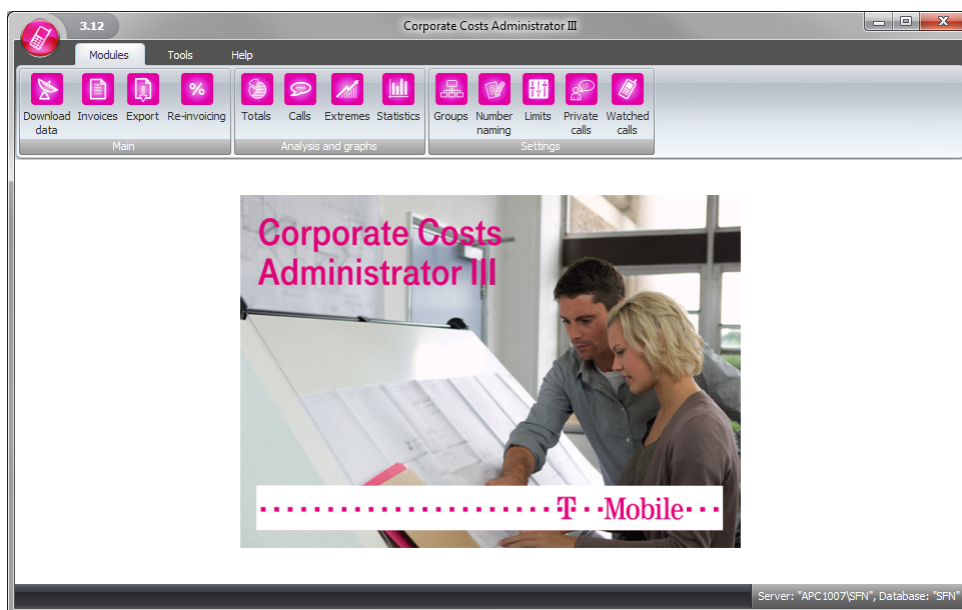 3.12
Corporate Costs Administrator III
Modules Tools Help
Download data
Invoices
Export
Re-invoicing
Totals
Calls
Extremes
Statistics
Groups
Number naming
Limits
Private calls
Watched calls
Main
Analysis and graphs
Settings
Corporate Costs
Administrator III
T Mobile
Server: "APC1007\SFN", Database: "SFN"